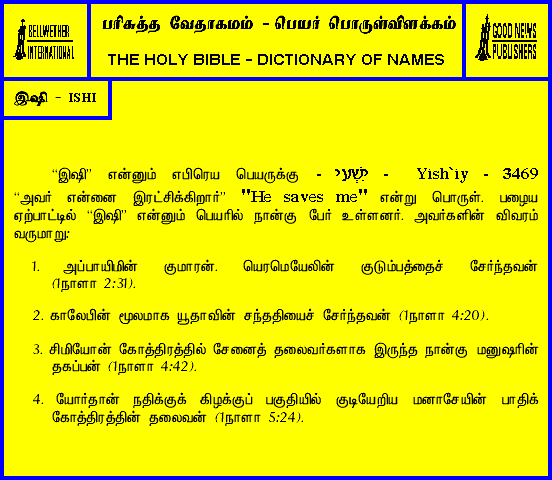 BELLWETHER
INTERNATIONAL
பரிசுத்த வேதாகமம் - பெயர் பொருள்விளக்கம்
THE HOLY BIBLE - DICTIONARY OF NAMES
GOOD NEWS
PUBLISHERS
இஷி - ISHI
“இஷி” என்னும் எபிரெய பெயருக்கு - יִשְׁעִי - Yish`iy - 3469
“அவர் என்னை இரட்சிக்கிறார்” "He saves me" என்று பொருள். பழைய
ஏற்பாட்டில் “இஷி” என்னும் பெயரில் நான்கு பேர் உள்ளனர். அவர்களின் விவரம்
வருமாறு:
1. அப்பாயிமின் குமாரன். யெரமெயேலின் குடும்பத்தைச் சேர்ந்தவன்
(1நாளா 2:31).
2. காலேபின் மூலமாக யூதாவின் சந்ததியைச் சேர்ந்தவன் (1நாளா 4:20).
3. சிமியோன் கோத்திரத்தில் சேனைத் தலைவர்களாக இருந்த நான்கு மனுஷரின்
தகப்பன் (1நாளா 4:42).
4. யோர்தான் நதிக்குக் கிழக்குப் பகுதியில் குடியேறிய மனாசேயின் பாதிக்
கோத்திரத்தின் தலைவன் (1நாளா 5:24).